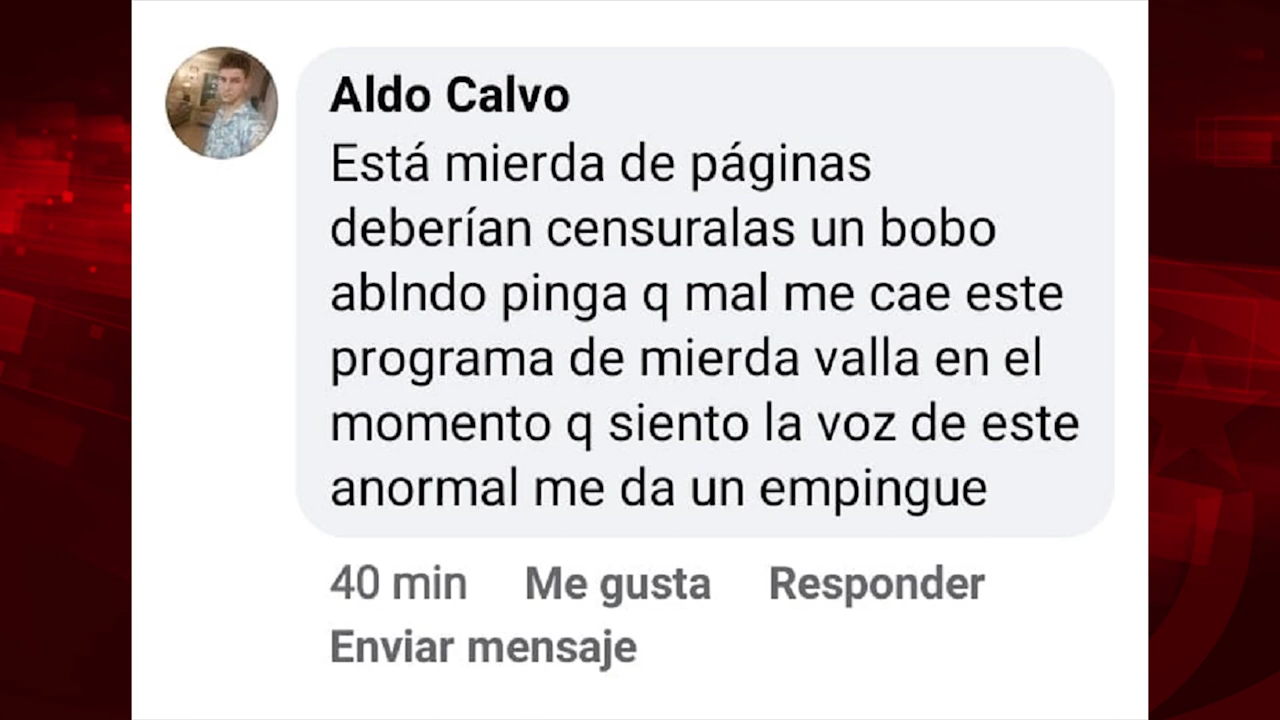 Aldo Calvo
Está mierda de páginas
deberían censuralas un bobo
ablndo pinga q mal me cae este
programa de mierda valla en el
momento q siento la voz de este
anormal me da un empingue
40 min Me gusta Responder
Enviar mensaje